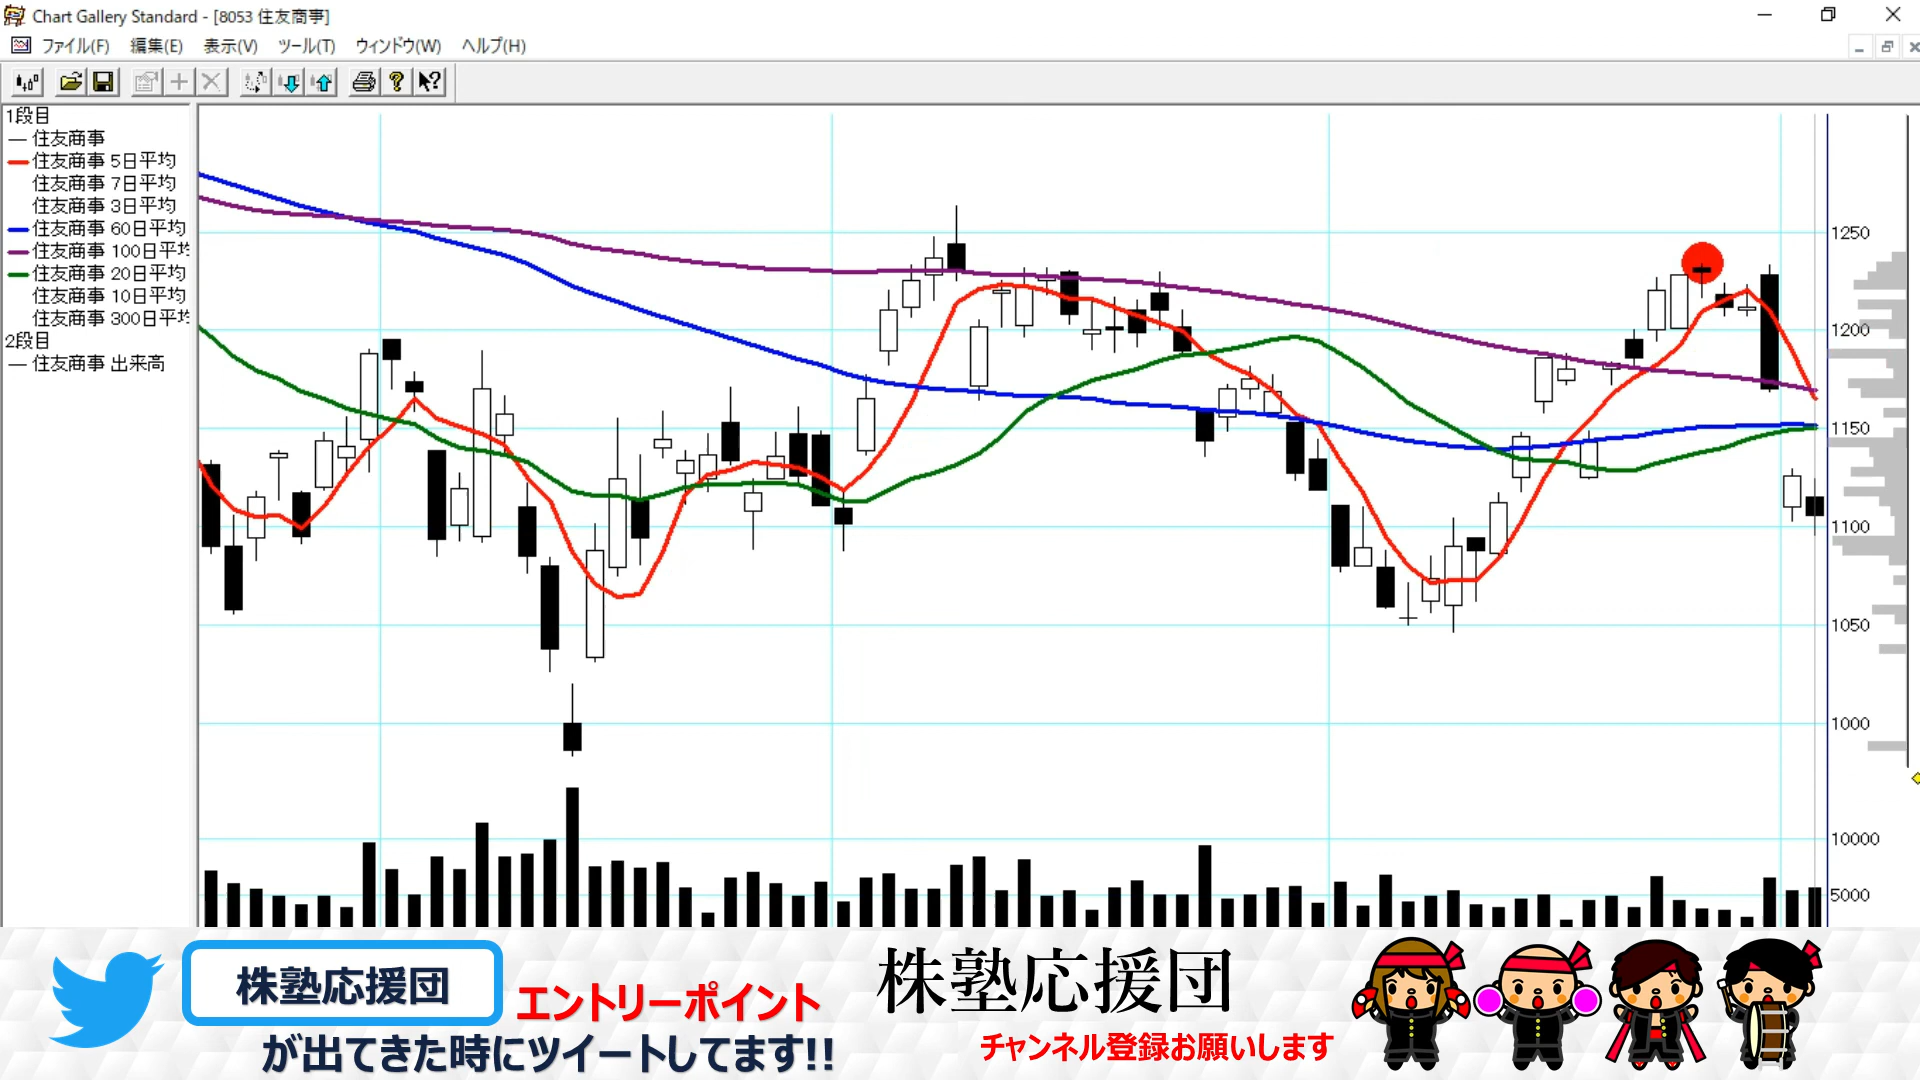 Chart Gallery Standard - [8053 住友商事]
ファイル(F) 編集(E) 表示(V) ツール(T) ウィンドウ(W) ヘルプ(H)
1段目
住友商事
住友商事 5日平均
住友商事 7日平均
住友商事 3日平均
住友商事 60日平均
住友商事 100日平均
住友商事 20日平均
住友商事 10日平均
住友商事 300日平均
2段目
住友商事 出来高
1250
1200
1150
1100
1050
1000
10000
5000
株塾応援団
エントリーポイント
が出てきた時にツイートしてます!!
株塾応援団
チャンネル登録お願いします